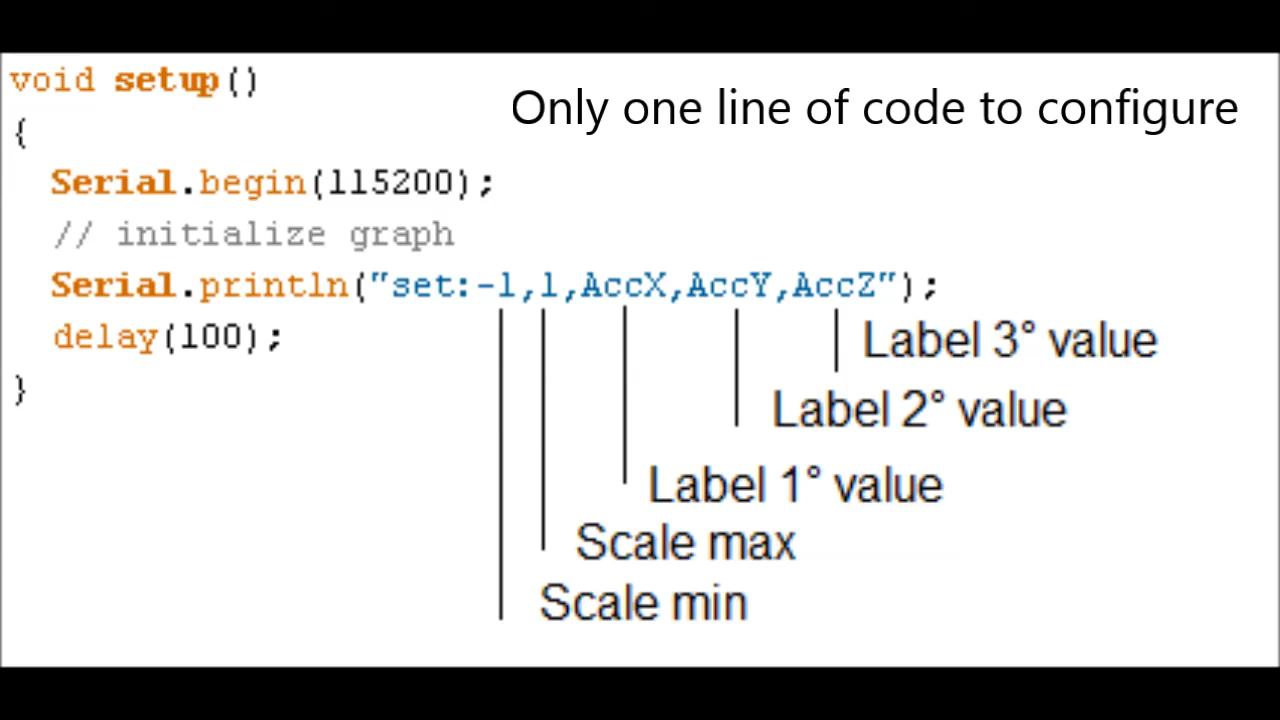 void setup()
Only one line of code to configure
{
Serial.begin(115200);
// initialize graph
Serial.println("set:-1,1,AccX,AccY,AccZ");
delay(100);
Label 3° value
}
Label 2° value
Label 1° value
Scale max
Scale min